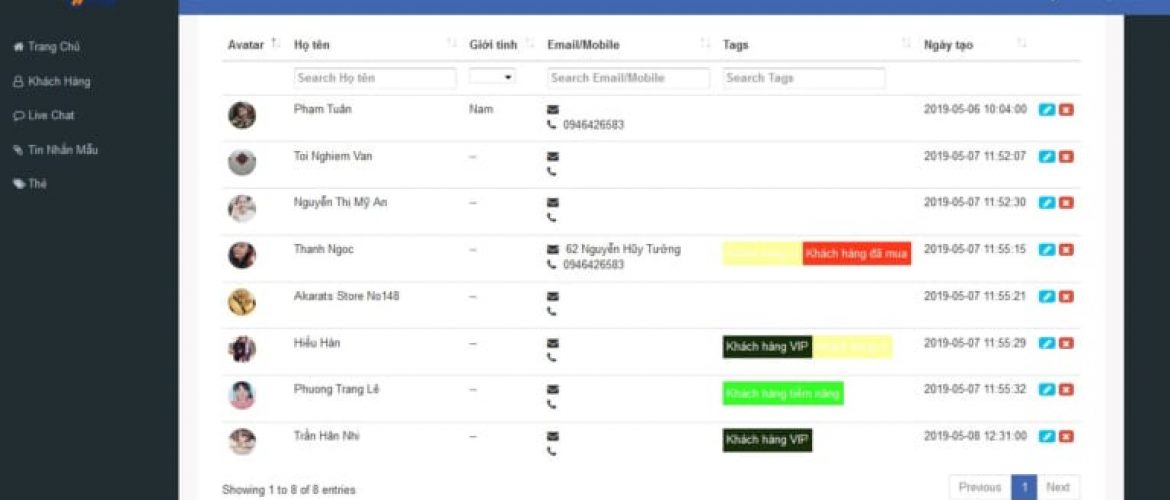 Trang Chủ
Khách Hàng
Live Chat
Tin Nhắn Mẫu
Thẻ
Avatar Họ tên Giới tính Email/Mobile Tags Ngày tạo
Search Họ tên Search Email/Mobile Search Tags
Phạm Tuân Nam 2019-05-06 10:04:00
0946426583
Toi Nghiem Van -- 2019-05-07 11:52:07
Nguyễn Thị Mỹ An -- 2019-05-07 11:52:30
Thanh Ngoc -- 62 Nguyễn Hũy Tưởng Khách hàng đã mua 2019-05-07 11:55:15
0946426583
Akarats Store No148 -- 2019-05-07 11:55:21
Hiếu Hân -- Khách hàng VIP 2019-05-07 11:55:29
Phuong Trang Lê -- Khách hàng tiềm năng 2019-05-07 11:55:32
Trần Hân Nhi -- Khách hàng VIP 2019-05-08 12:31:00
Showing 1 to 8 of 8 entries
Previous 1 Next